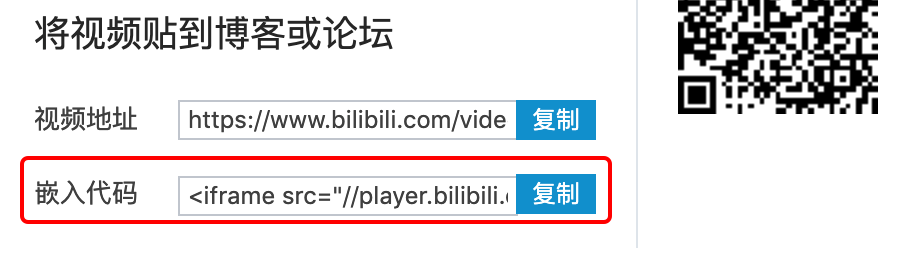 将视频贴到博客或论坛
视频地址 https://www.bilibili.com/vide 复制
嵌入代码 <iframe src="//player.bilibili. 复制